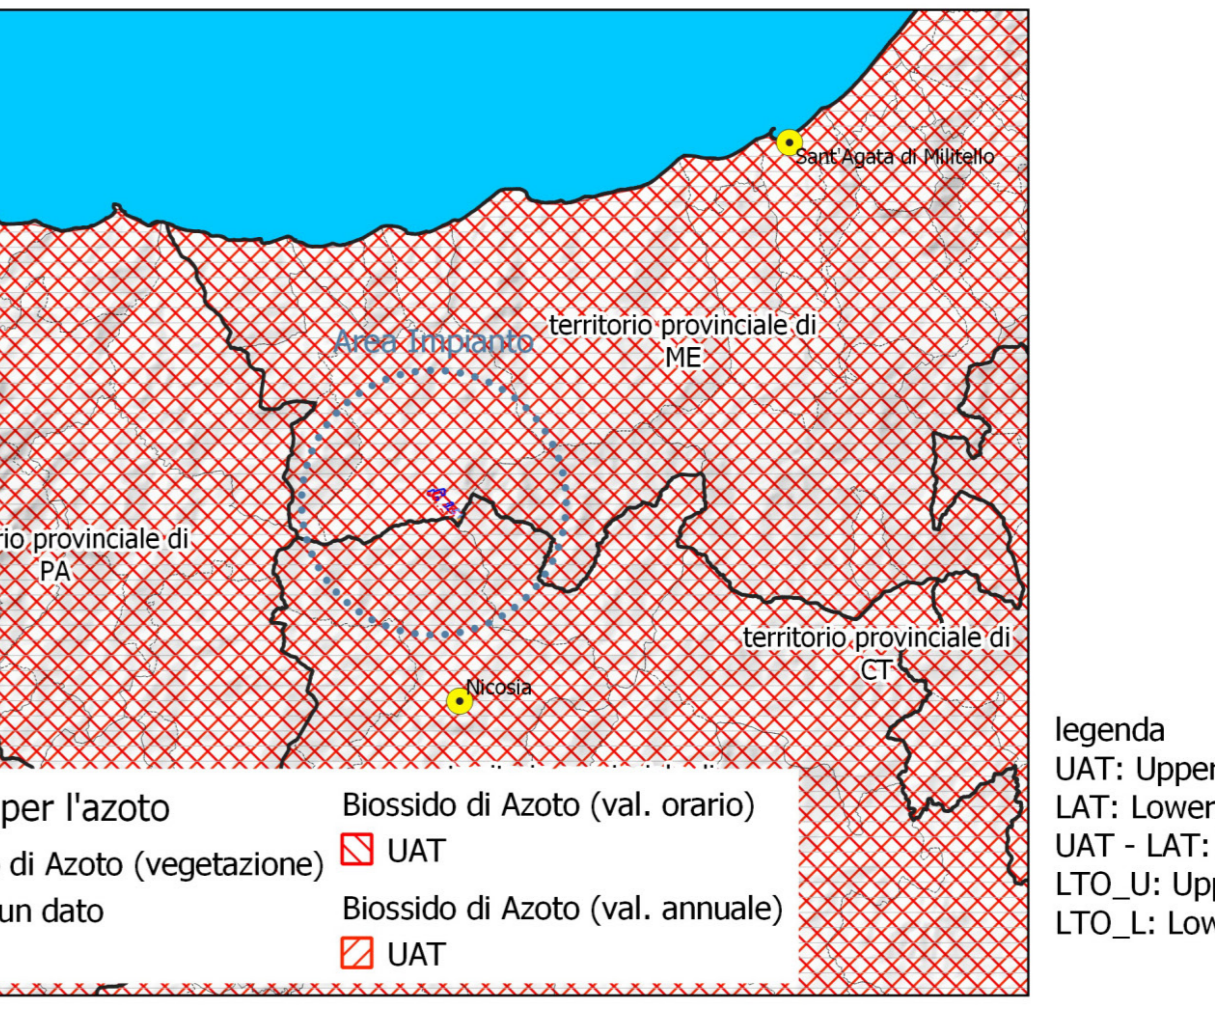 Sant'Agata di Militello
territorio provinciale di
ME
Area Impianto
rio provinciale di
PA
territorio provinciale di
CT
Nicosia
per l'azoto
di Azoto (vegetazione)
un dato
Biossido di Azoto (val. orario)
UAT
Biossido di Azoto (val. annuale)
UAT
legenda
UAT: Upper
LAT: Lower
UAT - LAT:
LTO_U: Upp
LTO_L: Low